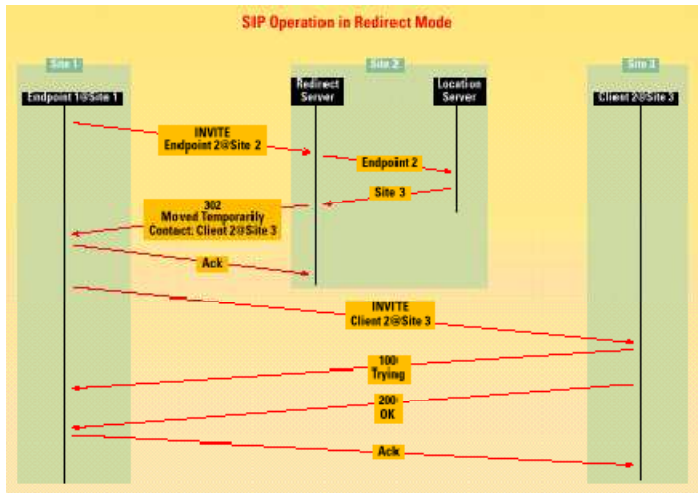 SIP Operation in Redirect Mode
Site 1
Site 2
Site 3
Endpoint 1@Site 1
Redirect
Server
Location
Server
Client 2@Site 3
INVITE
Endpoint 2@Site 2
Endpoint 2
Site 3
302
Moved Temporarily
Contact: Client 2@Site 3
Ack
INVITE
Client 2@Site 3
100:
Trying
200:
OK
Ack